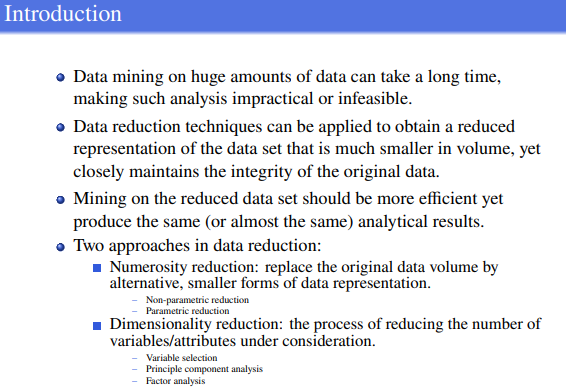 Introduction
Data mining on huge amounts of data can take a long time,
making such analysis impractical or infeasible.
Data reduction techniques can be applied to obtain a reduced
representation of the data set that is much smaller in volume, yet
closely maintains the integrity of the original data.
Mining on the reduced data set should be more efficient yet
produce the same (or almost the same) analytical results.
Two approaches in data reduction:
Numerosity reduction: replace the original data volume by
alternative, smaller forms of data representation.
– Non-parametric reduction
– Parametric reduction
Dimensionality reduction: the process of reducing the number of
variables/attributes under consideration.
– Variable selection
– Principle component analysis
– Factor analysis